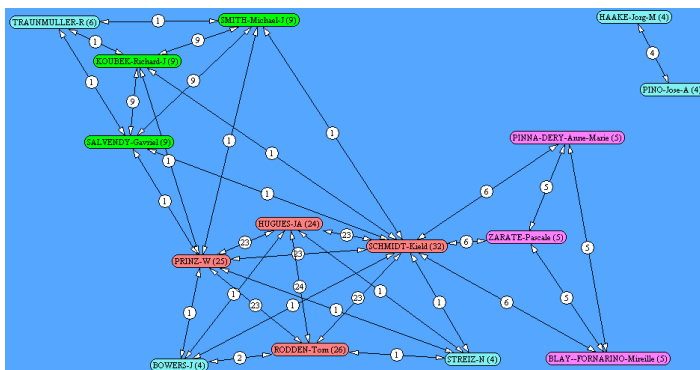 TRAUNMULLER-R (6)
1
SMITH-Michael-J (9)
HAAKE-Jorg-M (4)
1
9
4
KOUBEK-Richard-J (9)
1
9
9
PINO-Jose-A (4)
1
1
SALVENDY-Gavriel (9)
PINNA-DERY-Anne-Marie (5)
1
1
1
6
5
1
1
HUGUES-JA (24)
23
23
SCHMIDT-Kield (32)
6
ZARATE-Pascale (5)
5
23
PRINZ-W (25)
24
1
1
23
1
23
1
1
6
5
1
2
RODDEN-Tom (26)
1
BOWERS-J (4)
STREIZ-N (4)
BLAY--FORNARINO-Mireille (5)